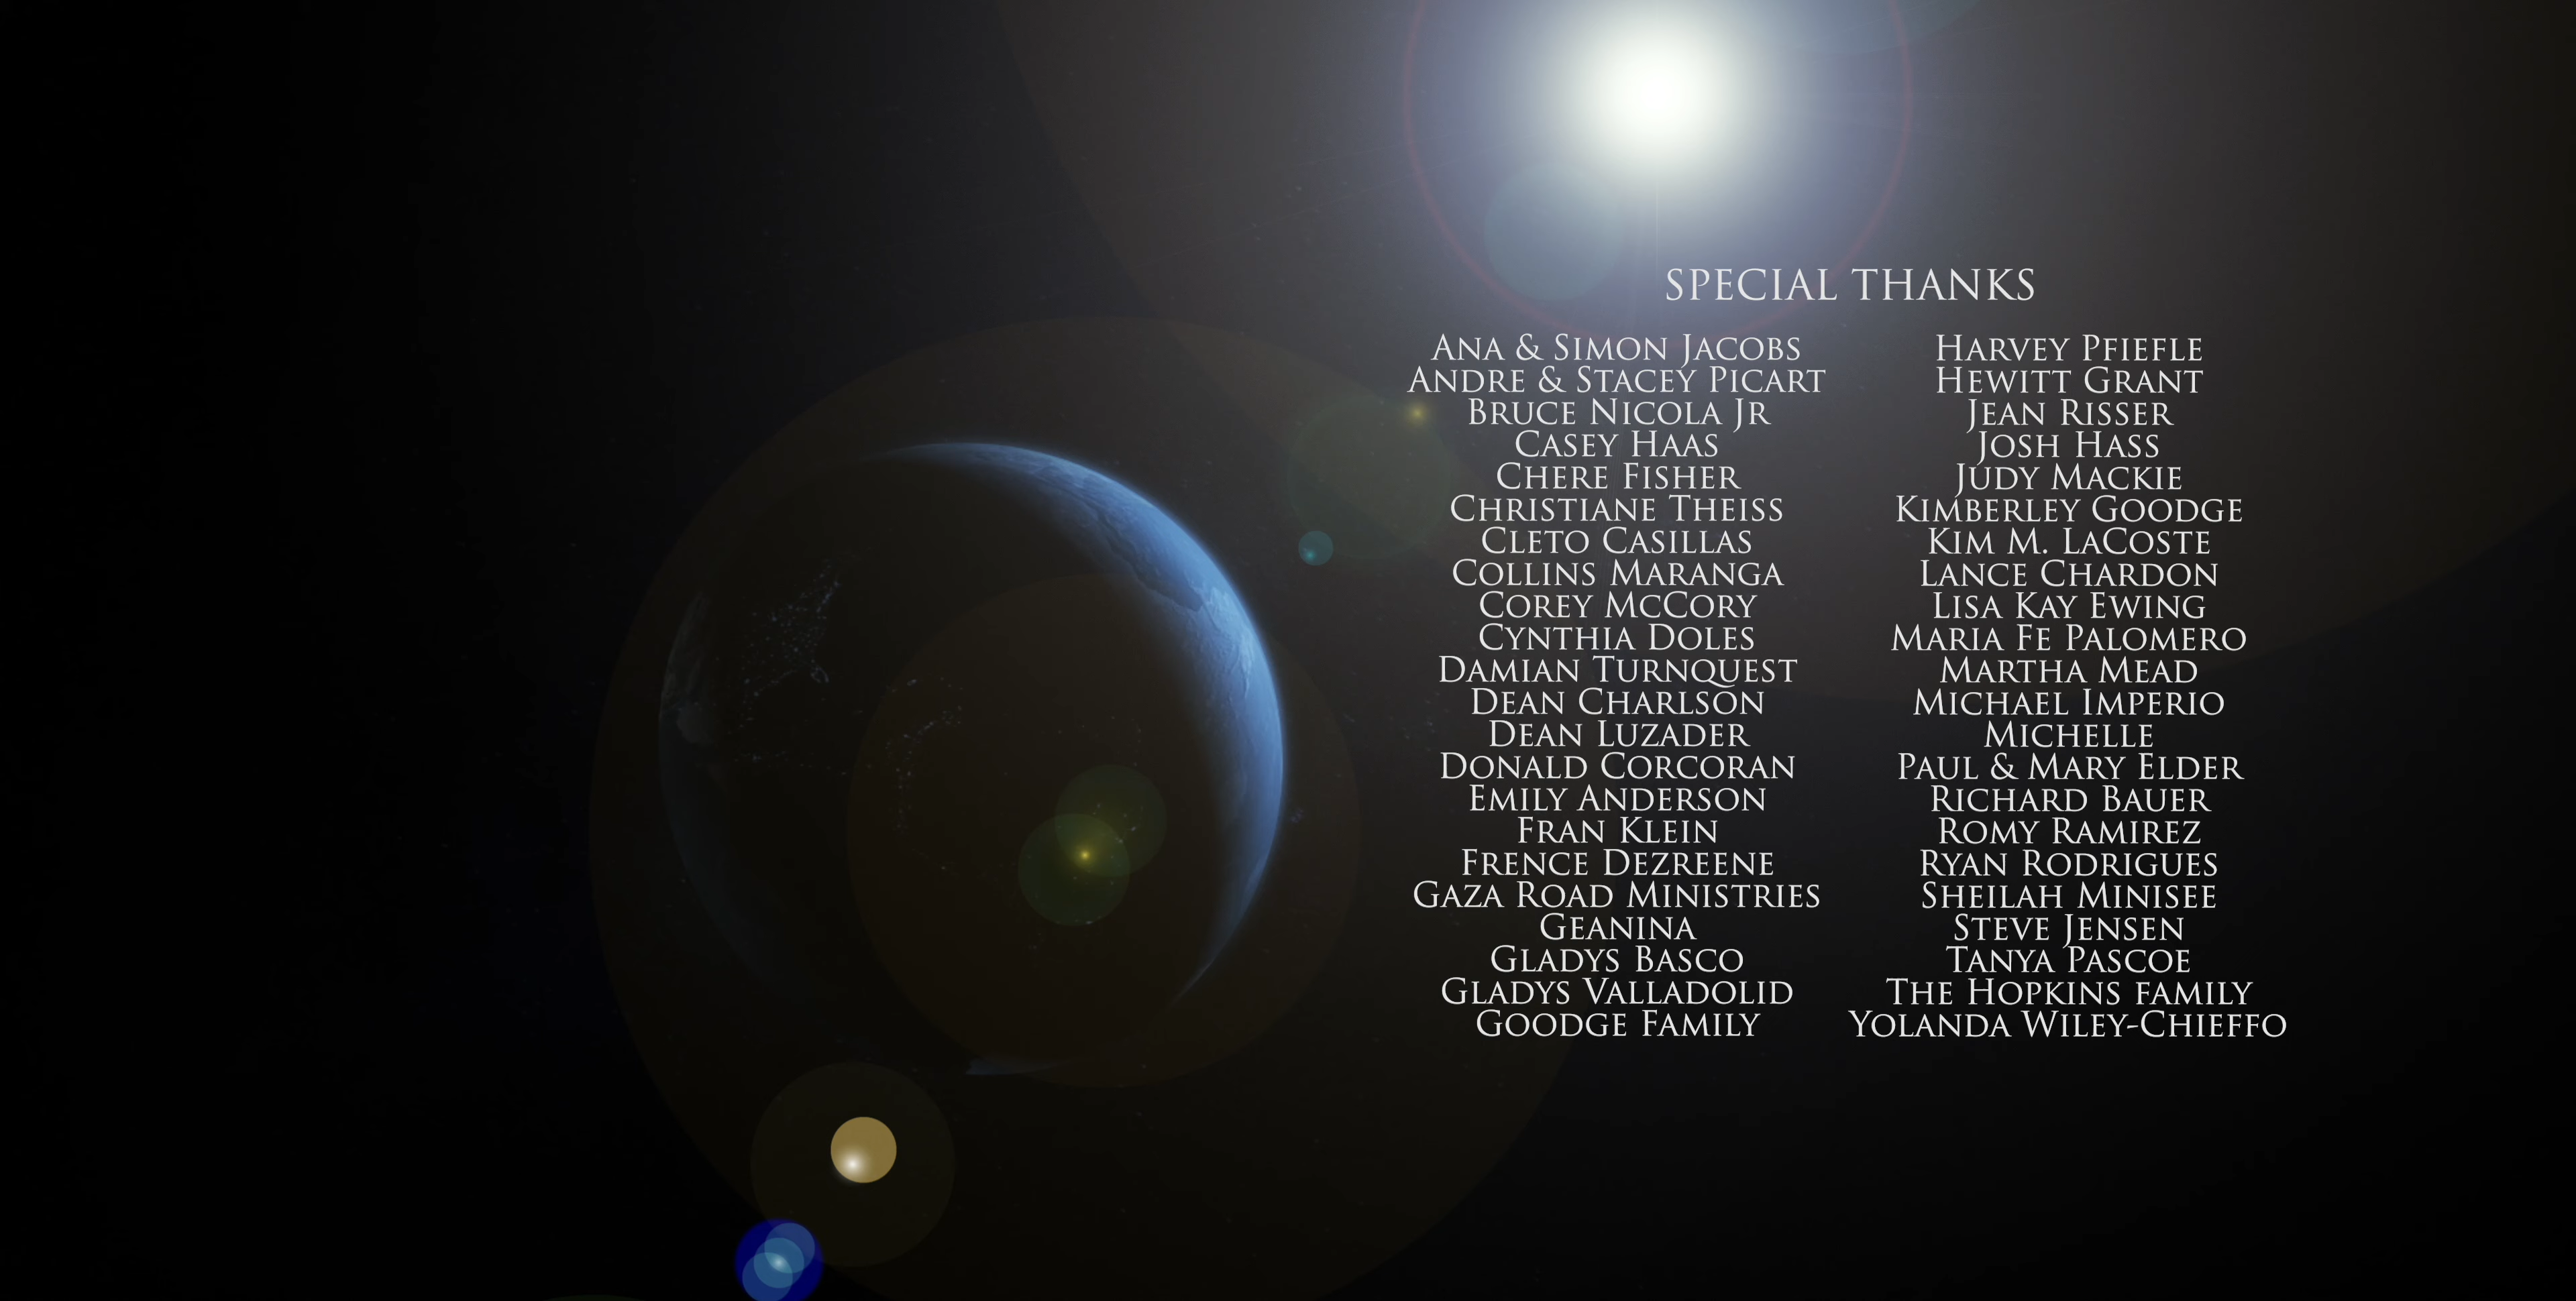 SPECIAL THANKS
Ana & Simon Jacobs
Andre & Stacey Picart
Bruce Nicola Jr
Casey Haas
Chere Fisher
Christiane Theiss
Cleto Casillas
Collins Maranga
Corey McCory
Cynthia Doles
Damian Turnquest
Dean Charlson
Dean Luzader
Donald Corcoran
Emily Anderson
Fran Klein
Frence Dezreene
Gaza Road Ministries
Geanina
Gladys Basco
Gladys Valladolid
Goodge Family
Harvey Pfiefle
Hewitt Grant
Jean Risser
Josh Hass
Judy Mackie
Kimberley Goodge
Kim M. LaCoste
Lance Chardon
Lisa Kay Ewing
Maria Fe Palomero
Martha Mead
Michael Imperio
Michelle
Paul & Mary Elder
Richard Bauer
Romy Ramirez
Ryan Rodrigues
Sheilah Minisee
Steve Jensen
Tanya Pascoe
The Hopkins family
Yolanda Wiley-Chieffo